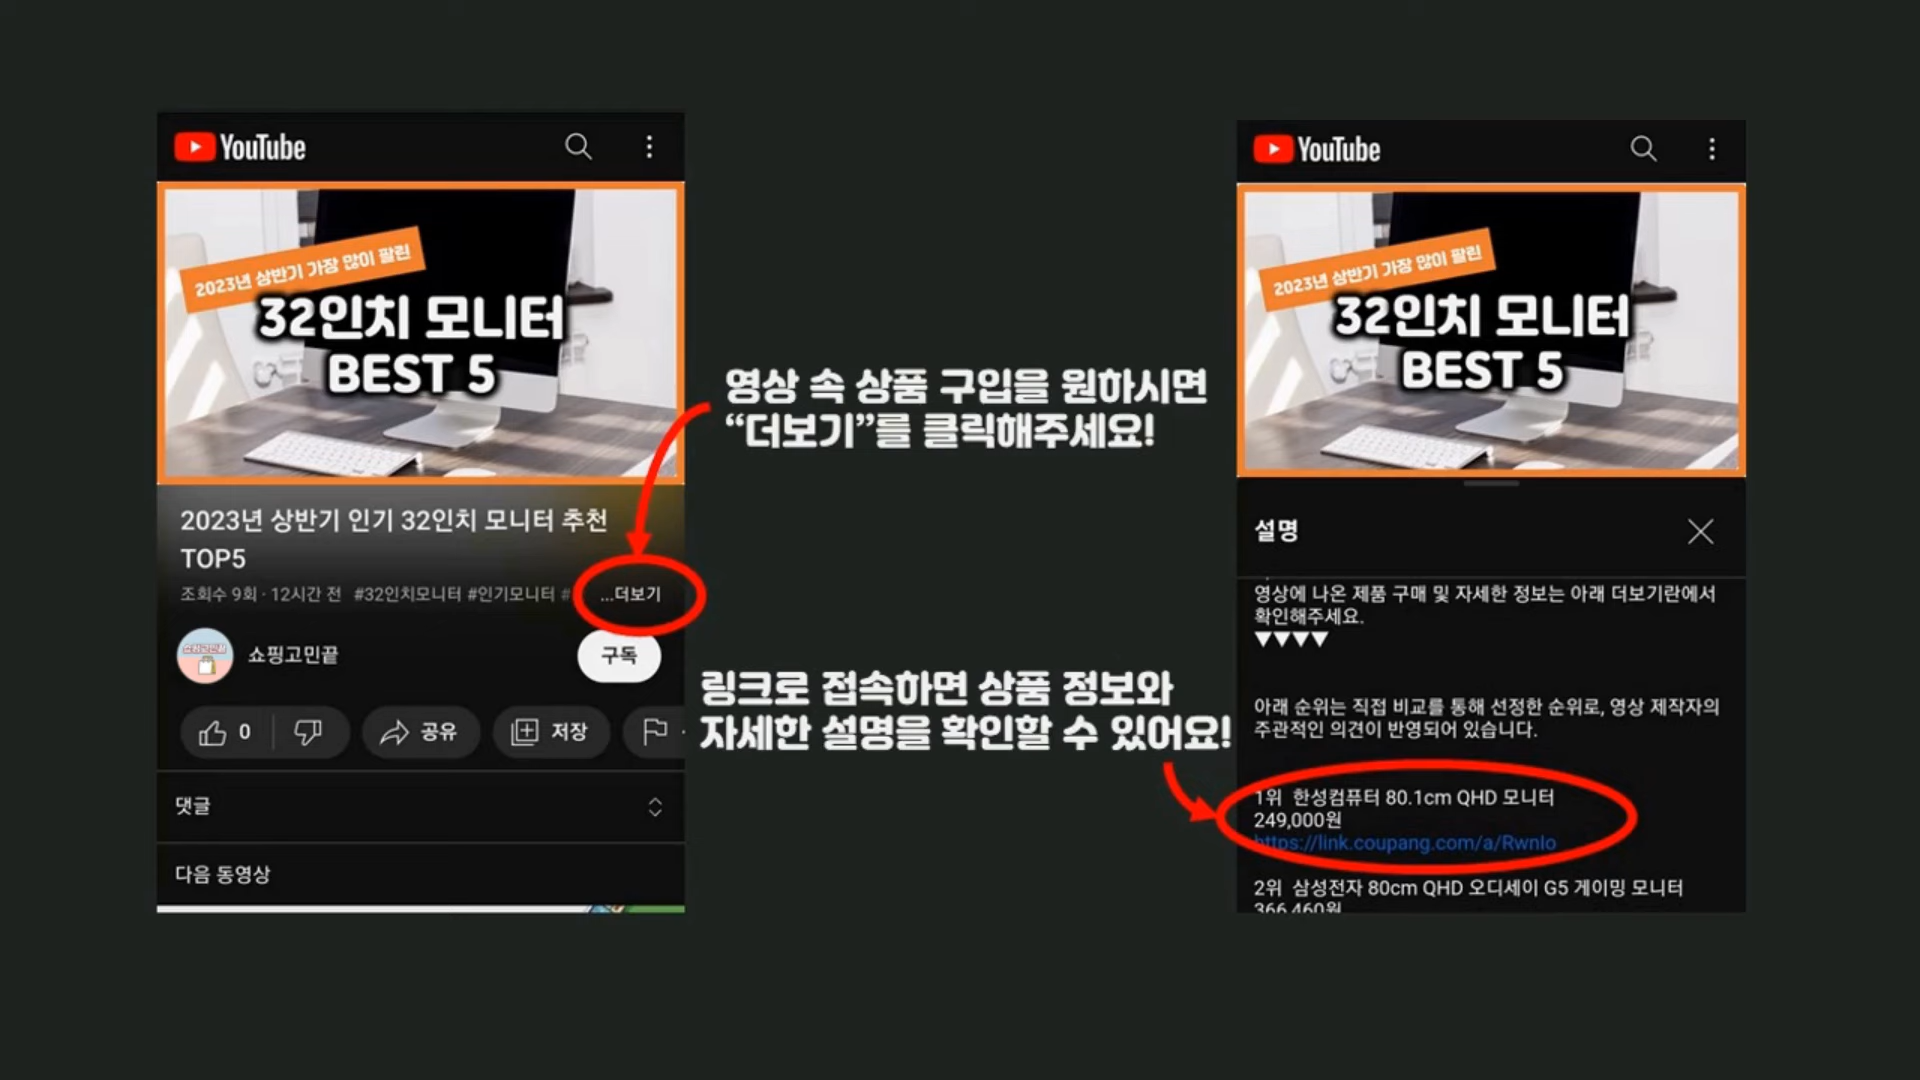 YouTube
2023년 상반기 가장 많이 팔린
32인치 모니터
BEST 5
2023년 상반기 인기 32인치 모니터 추천
TOP5
조회수 9회 · 12시간 전 #32인치모니터 #인기모니터 # ...더보기
쇼핑고민끝
쇼핑고민끝
구독
0
공유
저장
댓글
다음 동영상
영상 속 상품 구입을 원하시면
“더보기”를 클릭해주세요!
링크로 접속하면 상품 정보와
자세한 설명을 확인할 수 있어요!
YouTube
2023년 상반기 가장 많이 팔린
32인치 모니터
BEST 5
설명
영상에 나온 제품 구매 및 자세한 정보는 아래 더보기란에서
확인해주세요.
▼▼▼▼
아래 순위는 직접 비교를 통해 선정한 순위로, 영상 제작자의
주관적인 의견이 반영되어 있습니다.
1위 한성컴퓨터 80.1cm QHD 모니터
249,000원
https://link.coupang.com/a/Rwnlo
2위 삼성전자 80cm QHD 오디세이 G5 게이밍 모니터
366,460원